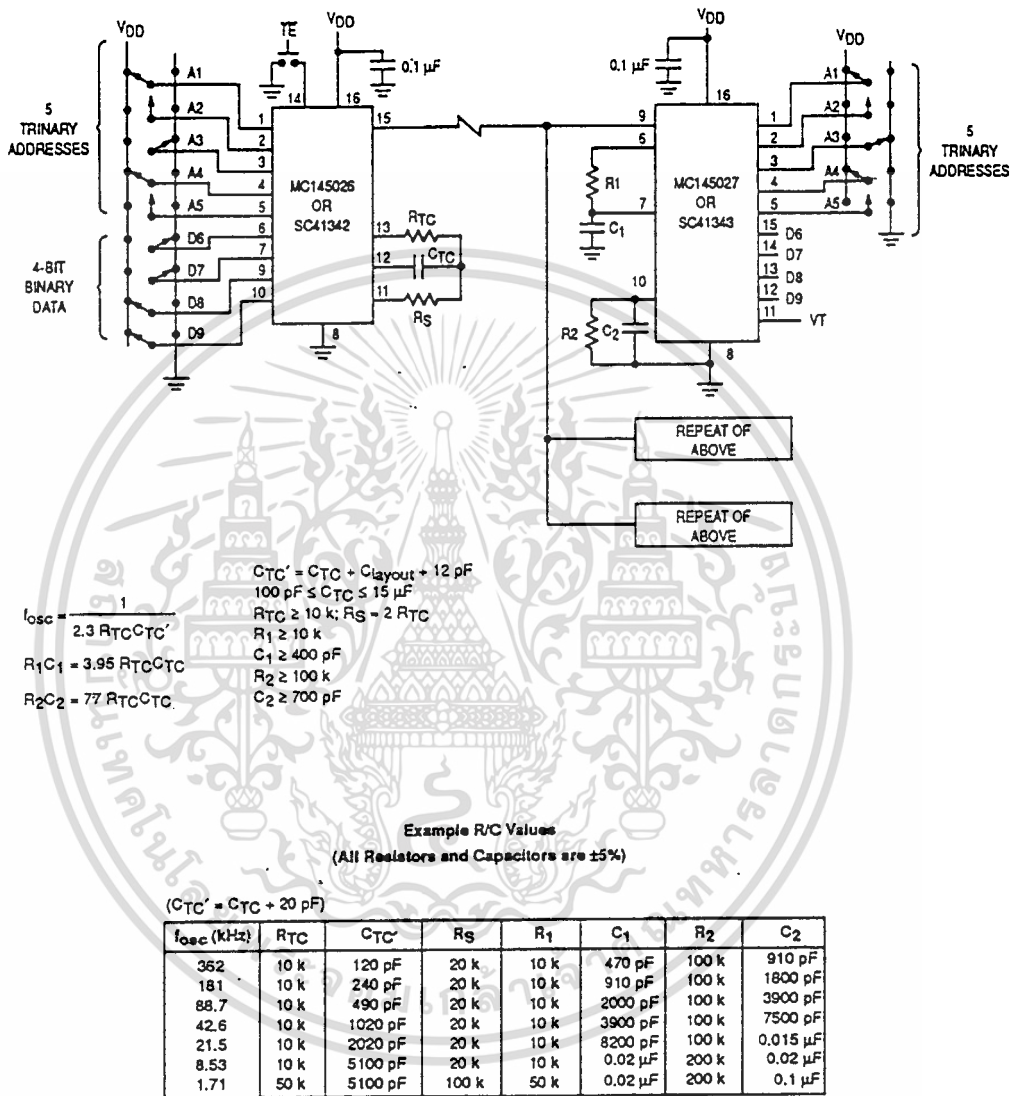 VDD
TE
VDD
0.1 μF
5
TRINARY
ADDRESSES
A1
A2
A3
A4
A5
4-BIT
BINARY
DATA
D6
D7
D8
D9
1
2
3
4
5
6
7
9
10
14
16
15
MC145026
OR
SC41342
13
12
11
8
RTC
CTC
RS
VDD
0.1 μF
16
9
6
7
10
R1
C1
R2
C2
MC145027
OR
SC41343
1
2
3
4
5
15
14
13
12
11
8
D6
D7
D8
D9
VT
VDD
A1
A2
A3
A4
A5
5
TRINARY
ADDRESSES
REPEAT OF
ABOVE
REPEAT OF
ABOVE
fosc = 1
2.3 RTCCTC'
R1C1 = 3.95 RTCCTC
R2C2 = 77 RTCCTC
CTC' = CTC + Clayout + 12 pF
100 pF ≤ CTC ≤ 15 μF
RTC ≥ 10 k; RS = 2 RTC
R1 ≥ 10 k
C1 ≥ 400 pF
R2 ≥ 100 k
C2 ≥ 700 pF
Example R/C Values
(All Resistors and Capacitors are ±5%)
(CTC' = CTC + 20 pF)
fosc (kHz) RTC CTC' RS R1 C1 R2 C2
362 10 k 120 pF 20 k 10 k 470 pF 100 k 910 pF
181 10 k 240 pF 20 k 10 k 910 pF 100 k 1800 pF
88.7 10 k 490 pF 20 k 10 k 2000 pF 100 k 3900 pF
42.6 10 k 1020 pF 20 k 10 k 3900 pF 100 k 7500 pF
21.5 10 k 2020 pF 20 k 10 k 8200 pF 100 k 0.015 μF
8.53 10 k 5100 pF 20 k 10 k 0.02 μF 200 k 0.02 μF
1.71 50 k 5100 pF 100 k 50 k 0.02 μF 200 k 0.1 μF